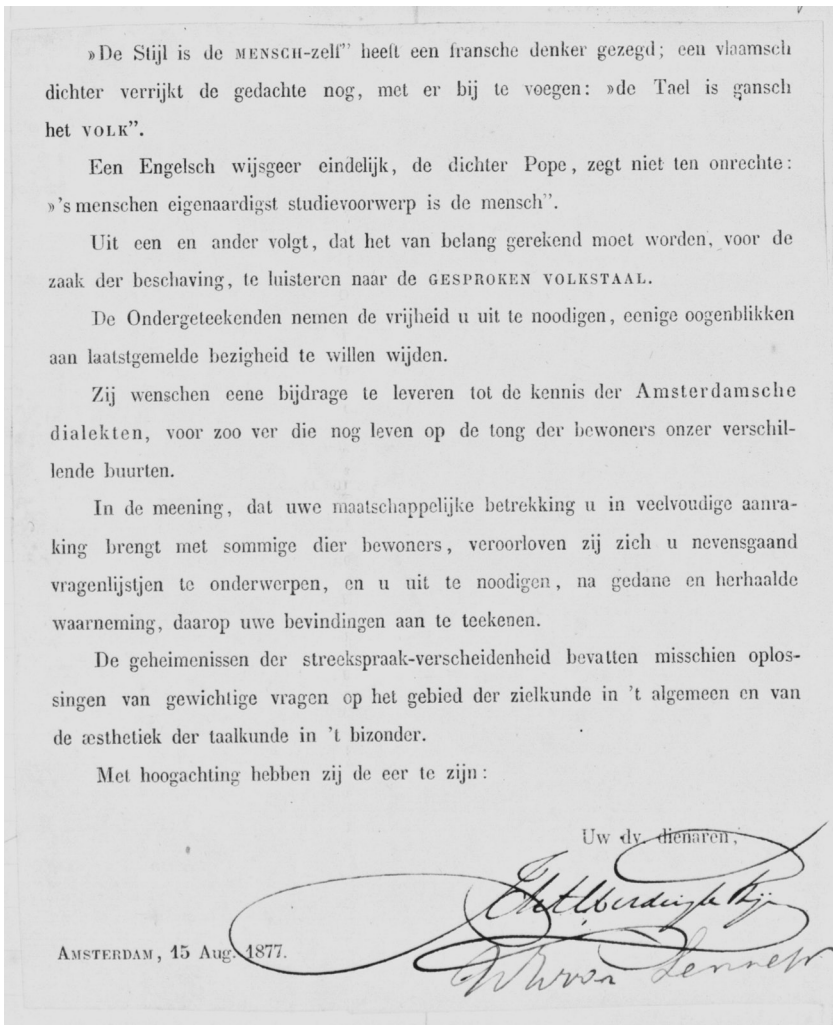 »De Stijl is de MENSCH-zelf” heeft een fransche denker gezegd; een vlaamsch
dichter verrijkt de gedachte nog, met er bij te voegen: »de Tael is gansch
het VOLK”.
Een Engelsch wijsgeer eindelijk, de dichter Pope, zegt niet ten onrechte:
»’s menschen eigenaardigst studievoorwerp is de mensch”.
Uit een en ander volgt, dat het van belang gerekend moet worden, voor de
zaak der beschaving, te luisteren naar de GESPROKEN VOLKSTAAL.
De Ondergeteekenden nemen de vrijheid u uit te noodigen, eenige oogenblikken
aan laatstgemelde bezigheid te willen wijden.
Zij wenschen eene bijdrage te leveren tot de kennis der Amsterdamsche
dialekten, voor zoo ver die nog leven op de tong der bewoners onzer verschil-
lende buurten.
In de meening, dat uwe maatschappelijke betrekking u in veelvoudige aanra-
king brengt met sommige dier bewoners, veroorloven zij zich u nevensgaand
vragenlijstjen te onderwerpen, en u uit te noodigen, na gedane en herhaalde
waarneming, daarop uwe bevindingen aan te teekenen.
De geheimenissen der streekspraak-verscheidenheid bevatten misschien oplos-
singen van gewichtige vragen op het gebied der zielkunde in ’t algemeen en van
de æsthetiek der taalkunde in ’t bizonder.
Met hoogachting hebben zij de eer te zijn:
Uw dv. dienaren,
Alberdingk Thijm
AMSTERDAM, 15 Aug. 1877.
van Lennep